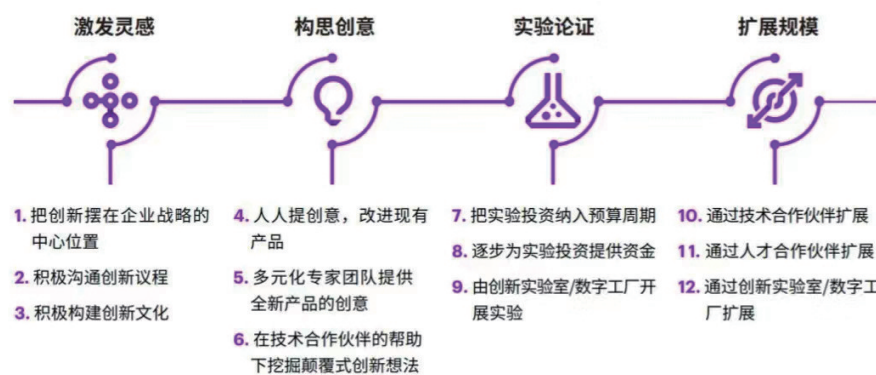 激发灵感
构思创意
实验论证
扩展规模
1. 把创新摆在企业战略的
中心位置
2. 积极沟通创新议程
3. 积极构建创新文化
4. 人人提创意，改进现有
产品
5. 多元化专家团队提供
全新产品的创意
6. 在技术合作伙伴的帮助
下挖掘颠覆式创新想法
7. 把实验投资纳入预算周期
8. 逐步为实验投资提供资金
9. 由创新实验室/数字工厂开
展实验
10. 通过技术合作伙伴扩展
11. 通过人才合作伙伴扩展
12. 通过创新实验室/数字工
厂扩展